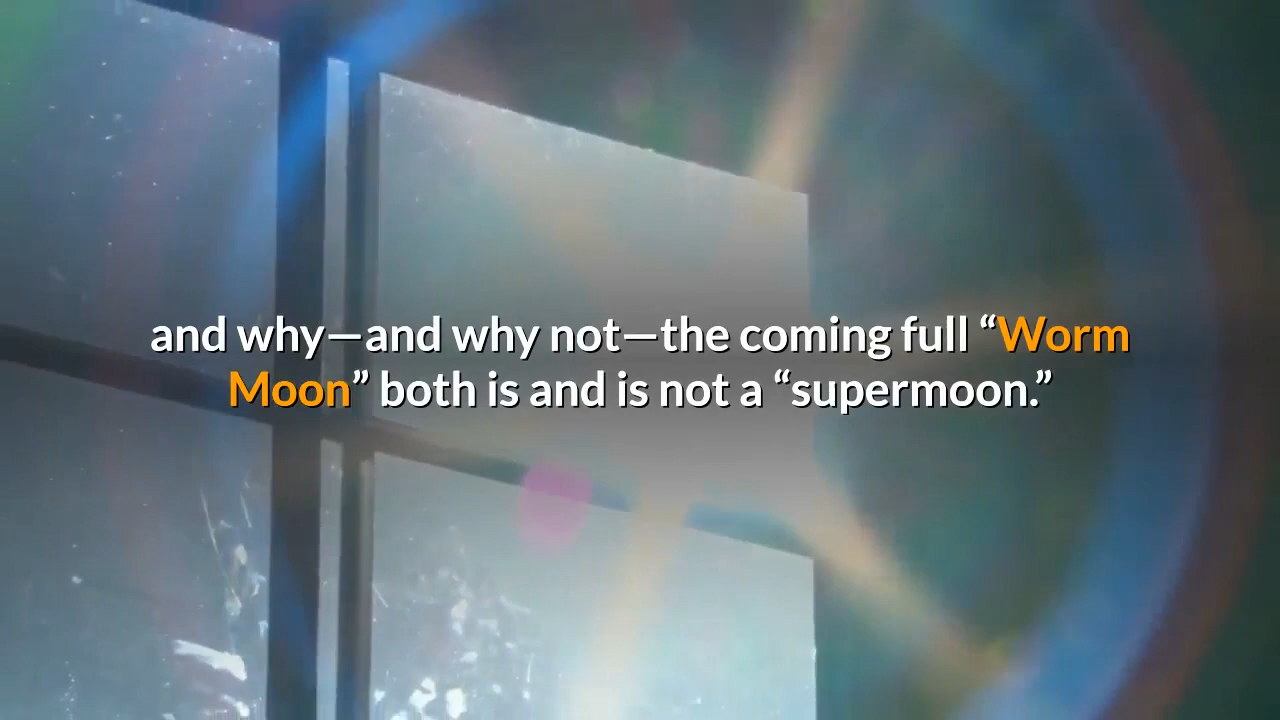 and why—and why not—the coming full “Worm
Moon” both is and is not a “supermoon.”